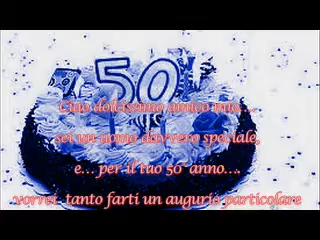 50
Ciao dolcissimo amico mio....
sei un uomo davvero speciale,
e... per il tuo 50 anno....
vorrei tanto farti un augurio particolare